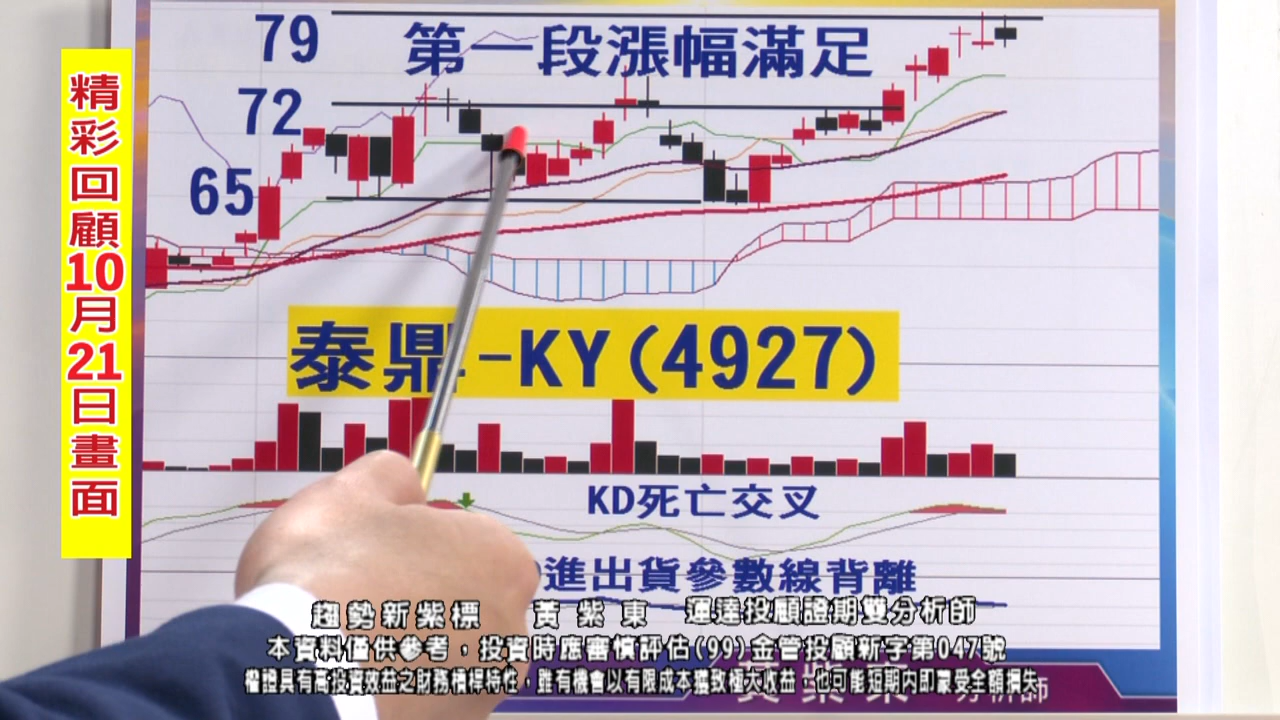 精彩回顧10月21日畫面
79
第一段漲幅滿足
72
65
泰鼎-KY(4927)
KD死亡交叉
進出貨參數線背離
趨勢新紫標 黃紫東 運達投顧證期雙分析師
本資料僅供參考，投資時應審慎評估(99)金管投顧新字第047號
權證具有高投資效益之財務槓桿特性，雖有機會以有限成本獲致極大收益，也可能短期內即蒙受全額損失
分析師